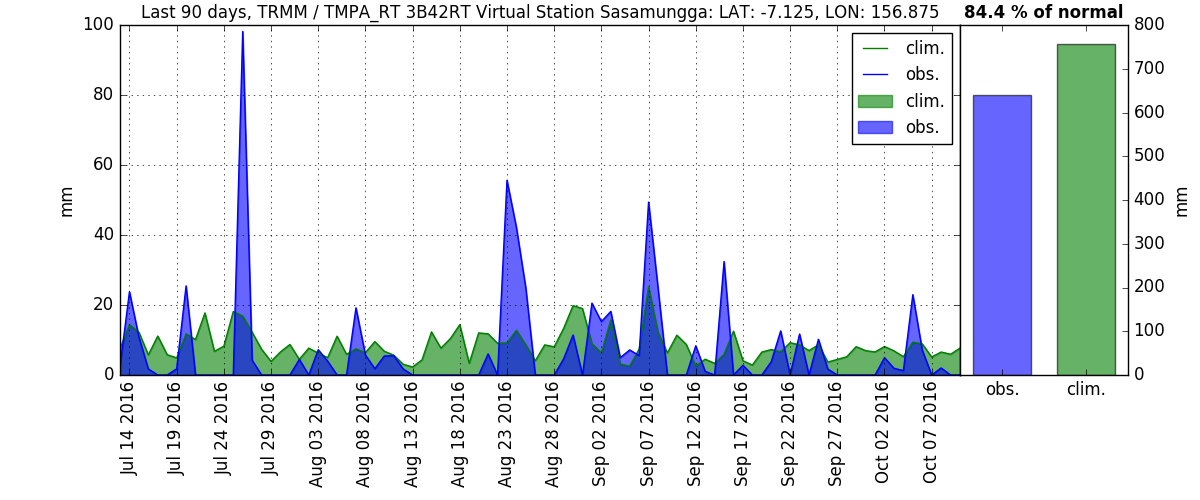 Last 90 days, TRMM / TMPA_RT 3B42RT Virtual Station Sasamungga: LAT: -7.125, LON: 156.875
84.4 % of normal
100
80
60
40
20
0
mm
clim.
obs.
clim.
obs.
800
700
600
500
400
300
200
100
0
mm
Jul 14 2016
Jul 19 2016
Jul 24 2016
Jul 29 2016
Aug 03 2016
Aug 08 2016
Aug 13 2016
Aug 18 2016
Aug 23 2016
Aug 28 2016
Sep 02 2016
Sep 07 2016
Sep 12 2016
Sep 17 2016
Sep 22 2016
Sep 27 2016
Oct 02 2016
Oct 07 2016
obs.
clim.